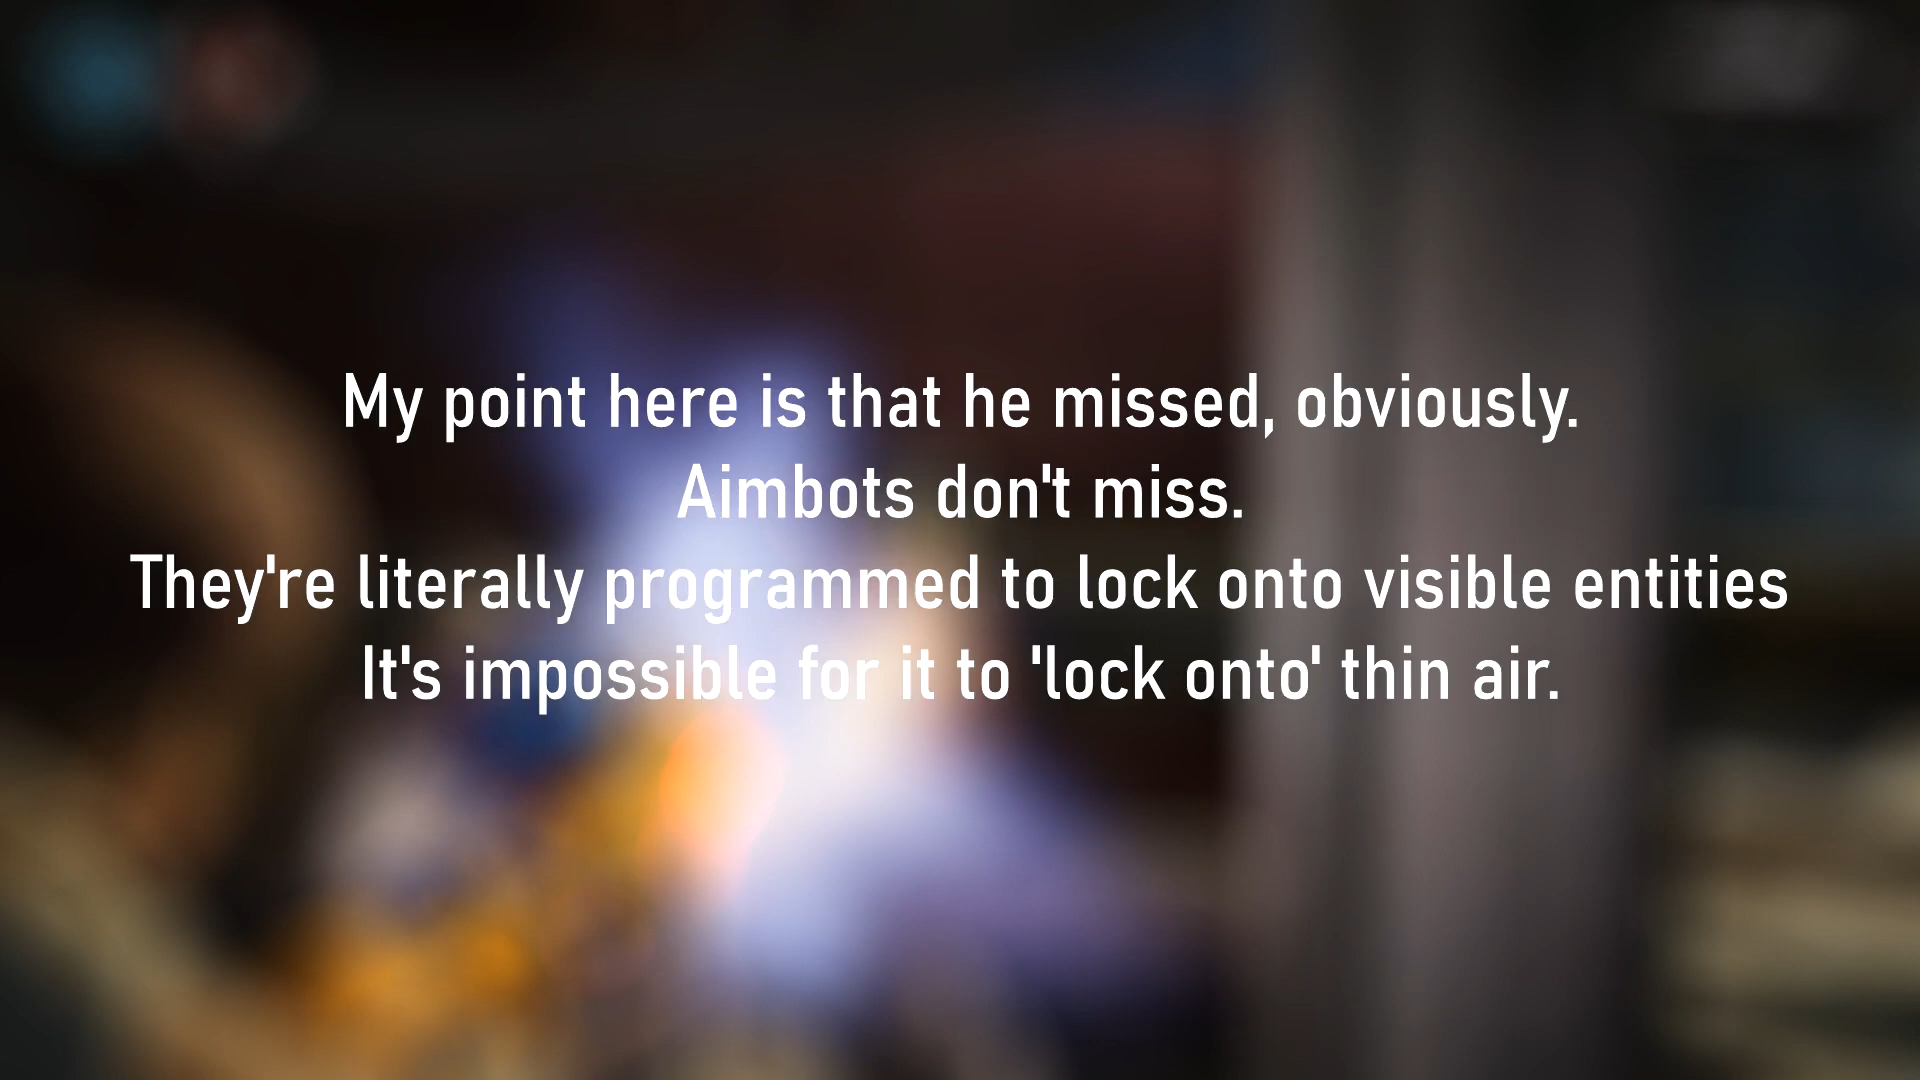 My point here is that he missed, obviously.
Aimbots don't miss.
They're literally programmed to lock onto visible entities
It's impossible for it to 'lock onto' thin air.